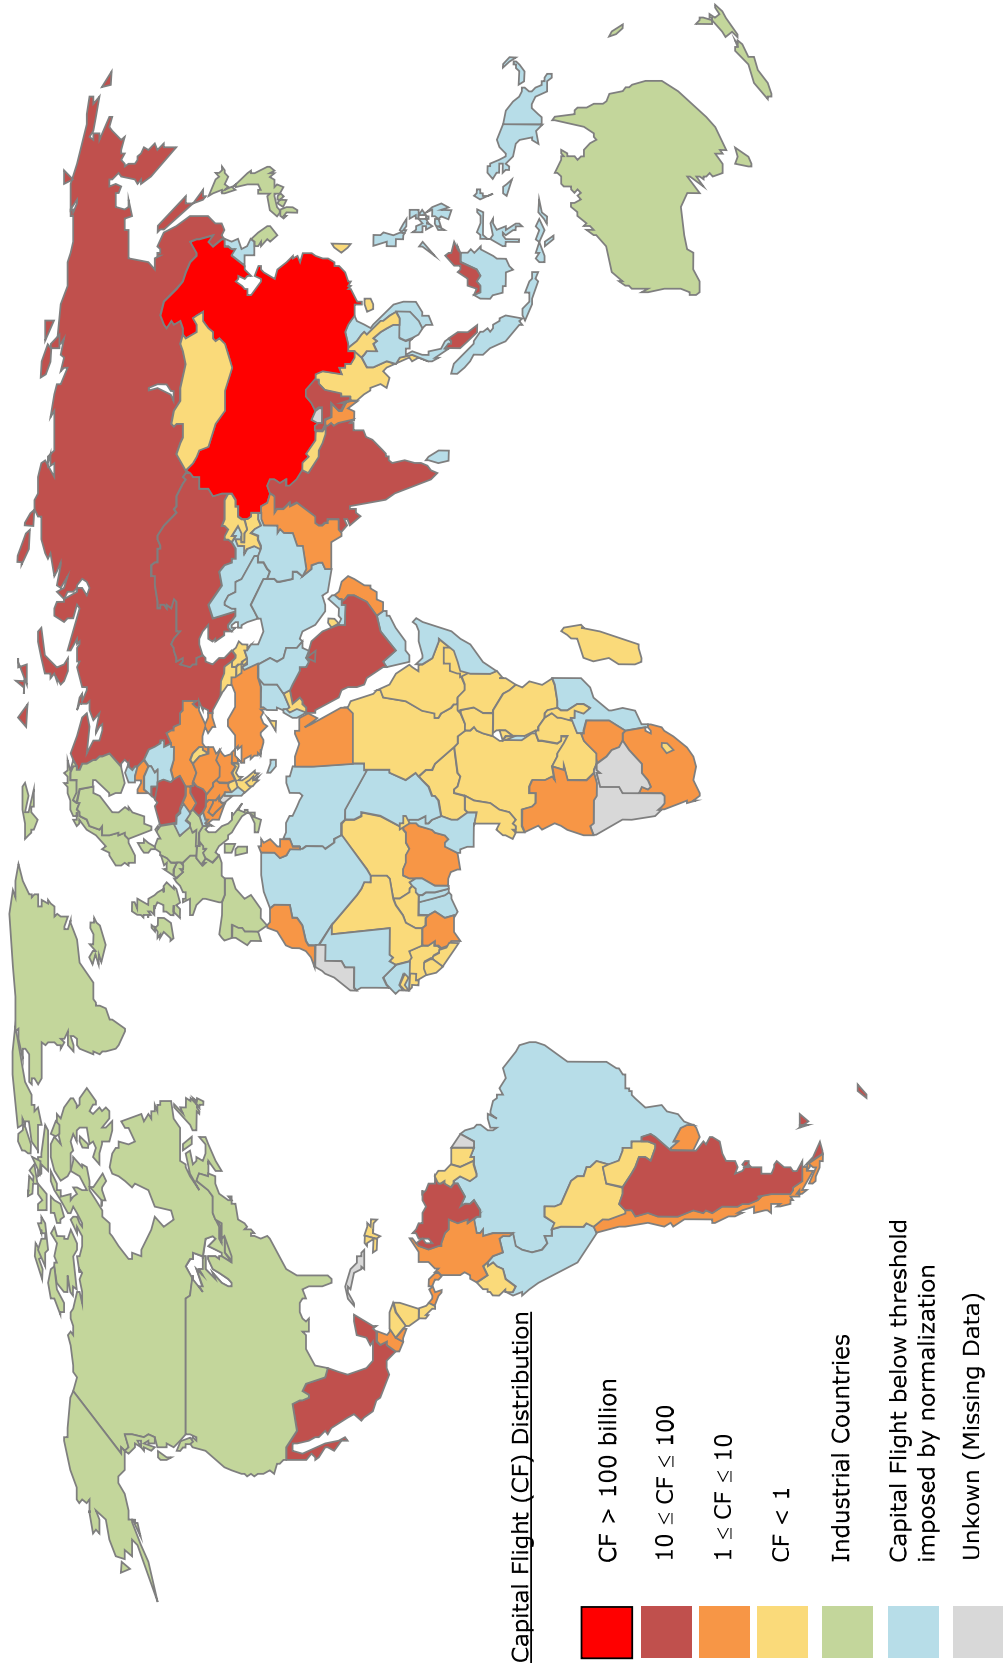 Capital Flight (CF) Distribution
CF > 100 billion
10 ≤ CF ≤ 100
1 ≤ CF ≤ 10
CF < 1
Industrial Countries
Capital Flight below threshold
imposed by normalization
Unkown (Missing Data)